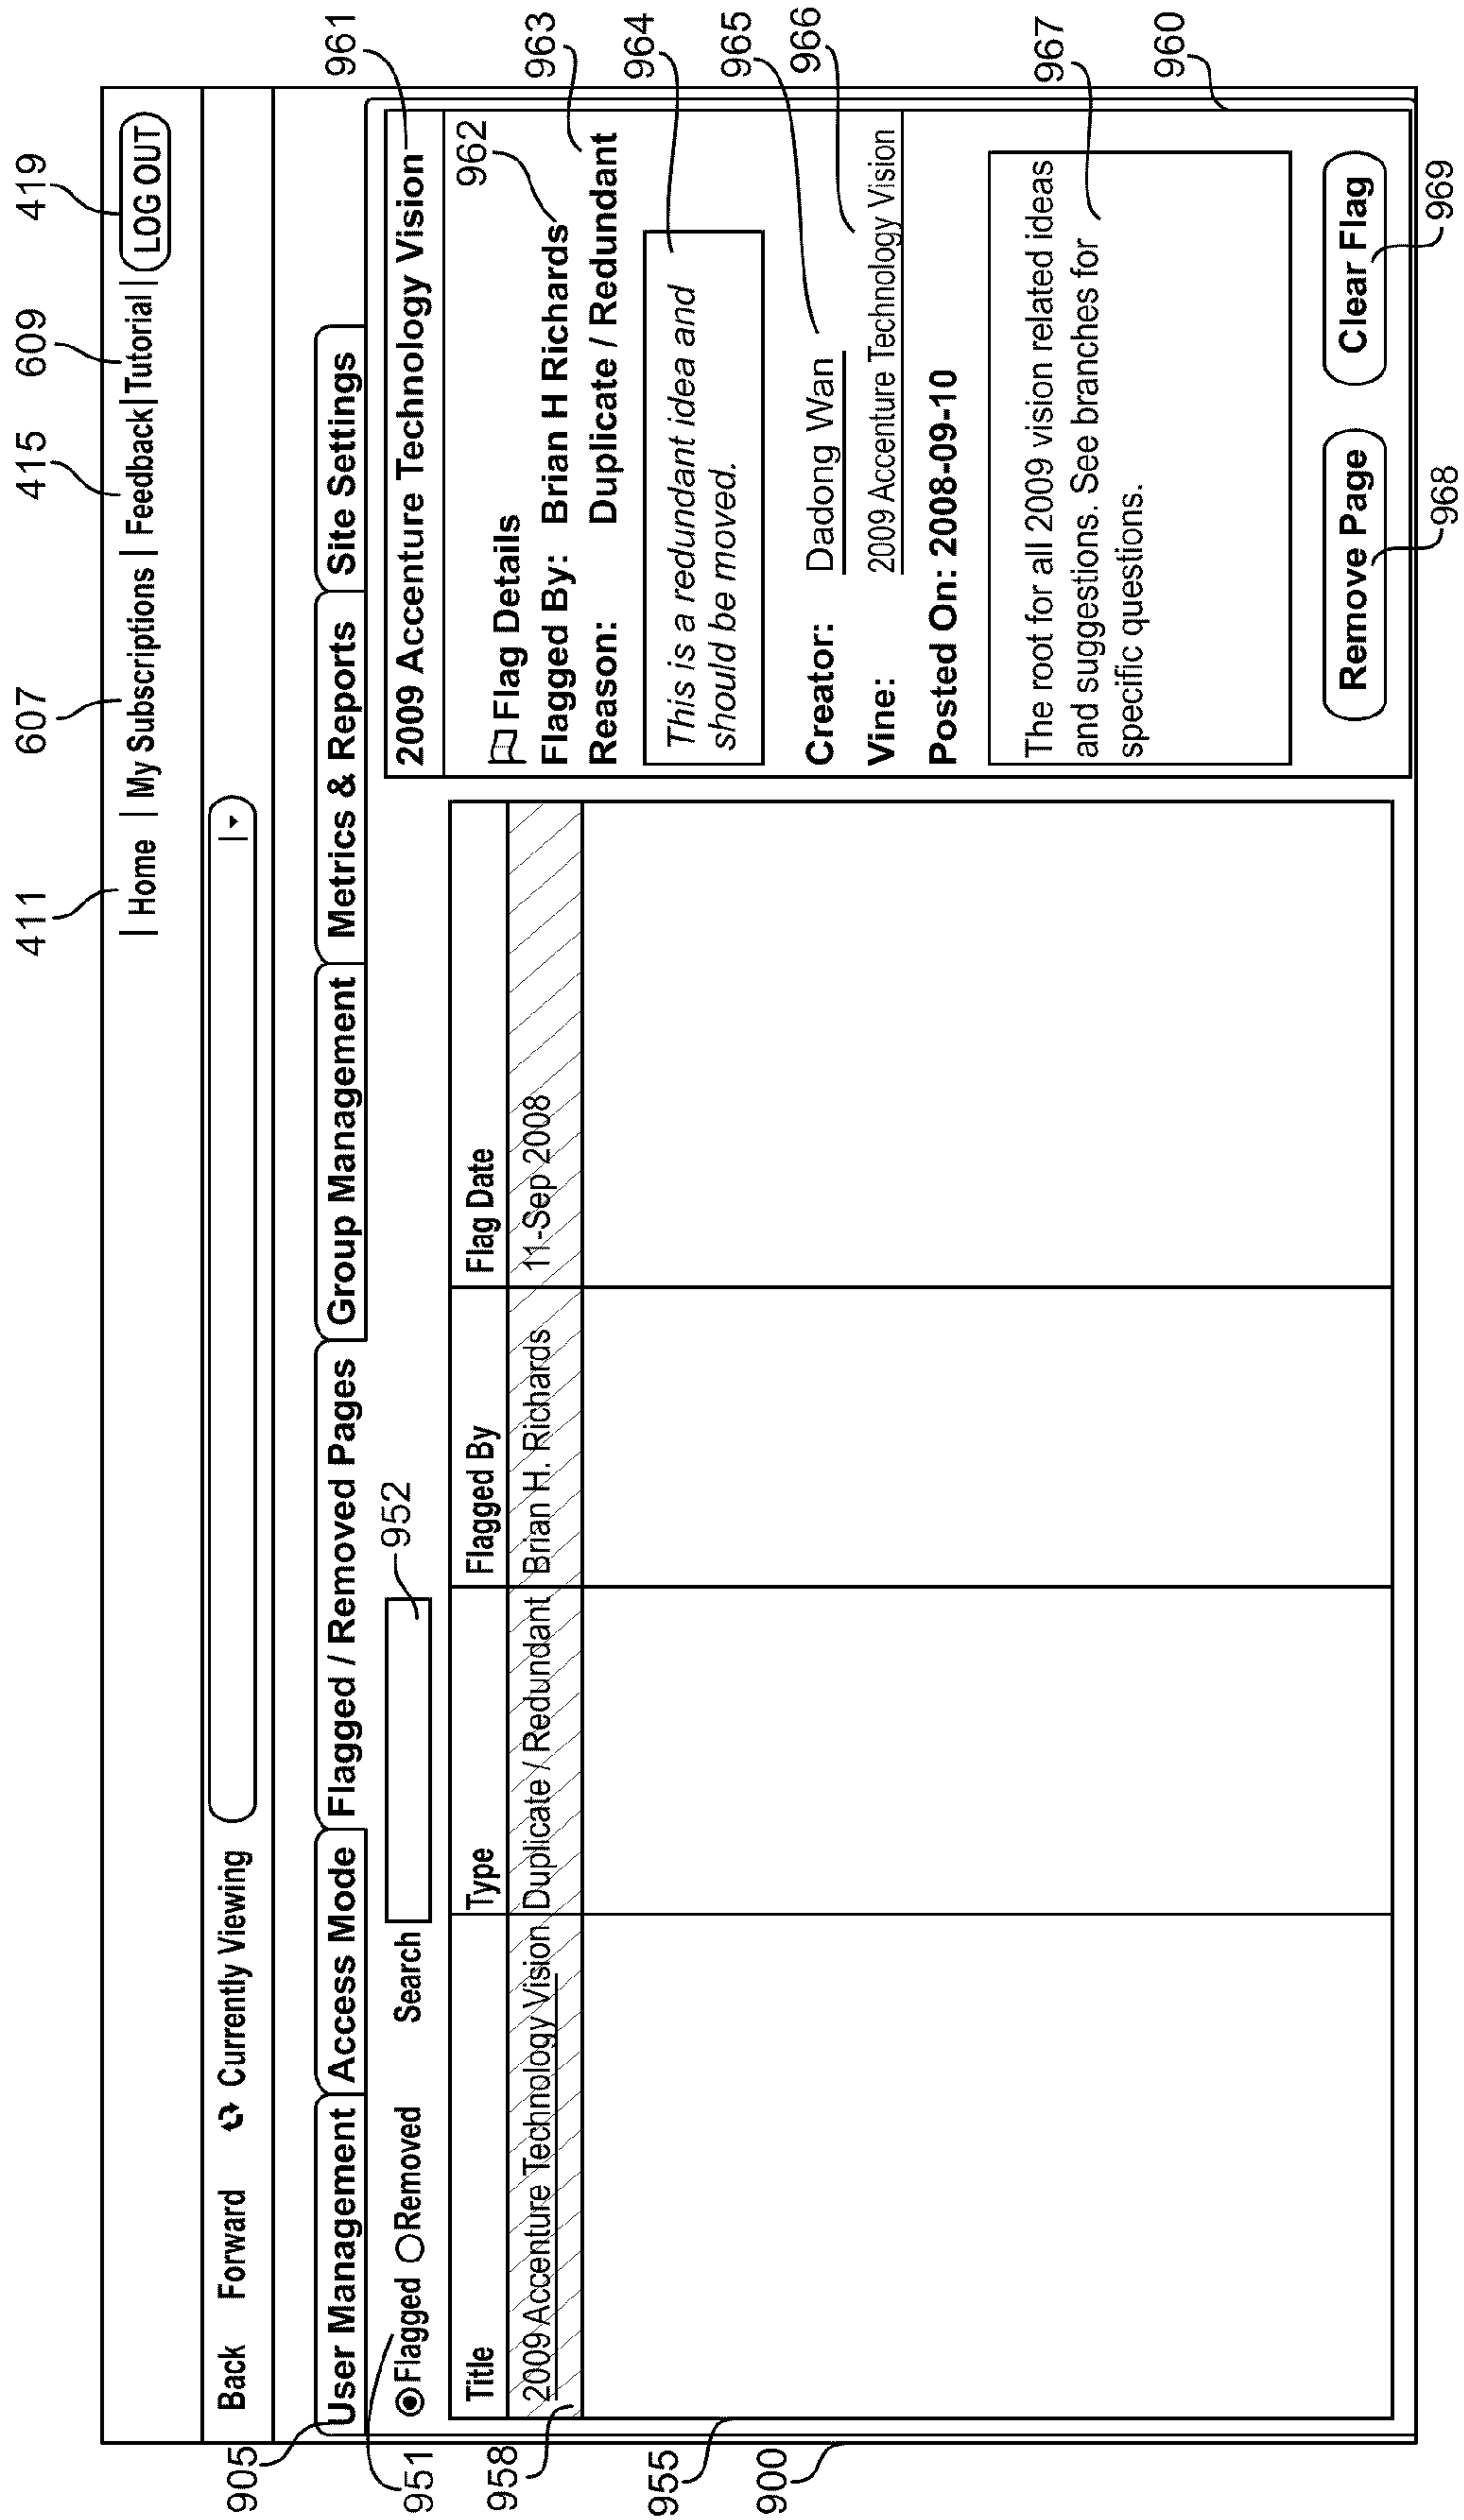 411 607 415 609 419
| Home | My Subscriptions | Feedback | Tutorial | LOG OUT
Back Forward Currently Viewing
905
User Management Access Mode Flagged / Removed Pages Group Management Metrics & Reports Site Settings
951
Flagged Removed Search
952
Title Type Flagged By Flag Date
958
2009 Accenture Technology Vision Duplicate / Redundant Brian H. Richards 11-Sep 2008
955
900
2009 Accenture Technology Vision
961
962
Flag Details
Flagged By: Brian H Richards
963
Reason: Duplicate / Redundant
964
This is a redundant idea and
should be moved.
965
Creator: Dadong Wan
966
Vine: 2009 Accenture Technology Vision
Posted On: 2008-09-10
967
The root for all 2009 vision related ideas
and suggestions. See branches for
specific questions.
960
Remove Page Clear Flag
968 969